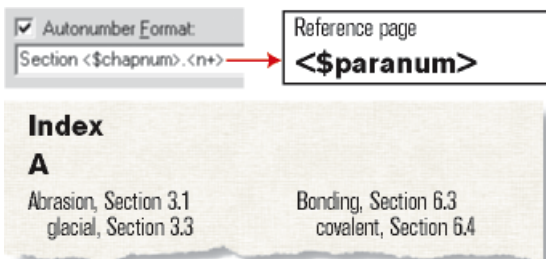 Autonumber Format:
Section <$chapnum>.<n+>
Reference page
<$paranum>
Index
A
Abrasion, Section 3.1
glacial, Section 3.3
Bonding, Section 6.3
covalent, Section 6.4